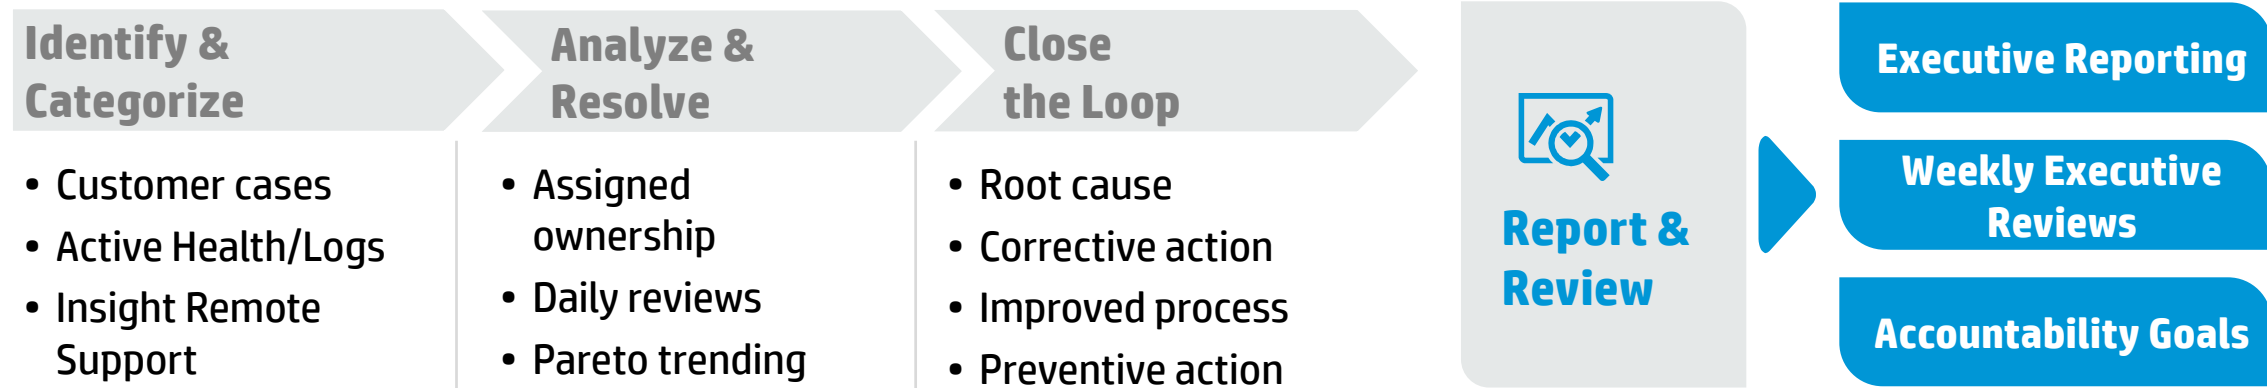 Identify &
Categorize
• Customer cases
• Active Health/Logs
• Insight Remote
Support
Analyze &
Resolve
• Assigned
ownership
• Daily reviews
• Pareto trending
Close
the Loop
• Root cause
• Corrective action
• Improved process
• Preventive action
Report &
Review
Executive Reporting
Weekly Executive
Reviews
Accountability Goals